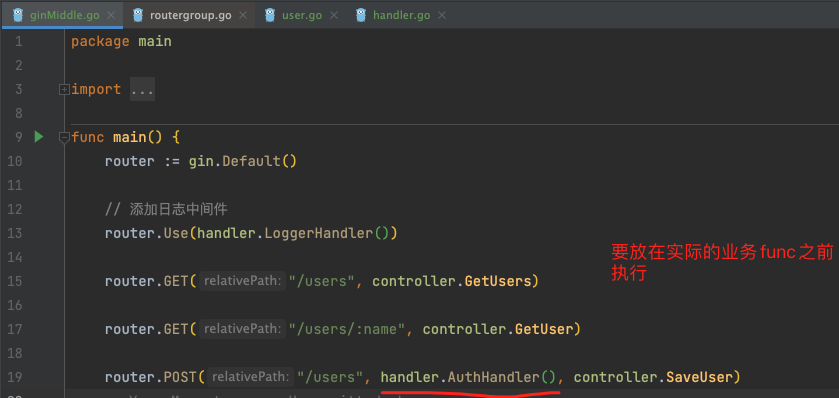 ginMiddle.go routergroup.go user.go handler.go
1 package main
2
3 import ...
8
9 func main() {
10 router := gin.Default()
11
12 // 添加日志中间件
13 router.Use(handler.LoggerHandler())
14
要放在实际的业务func之前
执行
15 router.GET( relativePath: "/users", controller.GetUsers)
16
17 router.GET( relativePath: "/users/:name", controller.GetUser)
18
19 router.POST( relativePath: "/users", handler.AuthHandler(), controller.SaveUser)